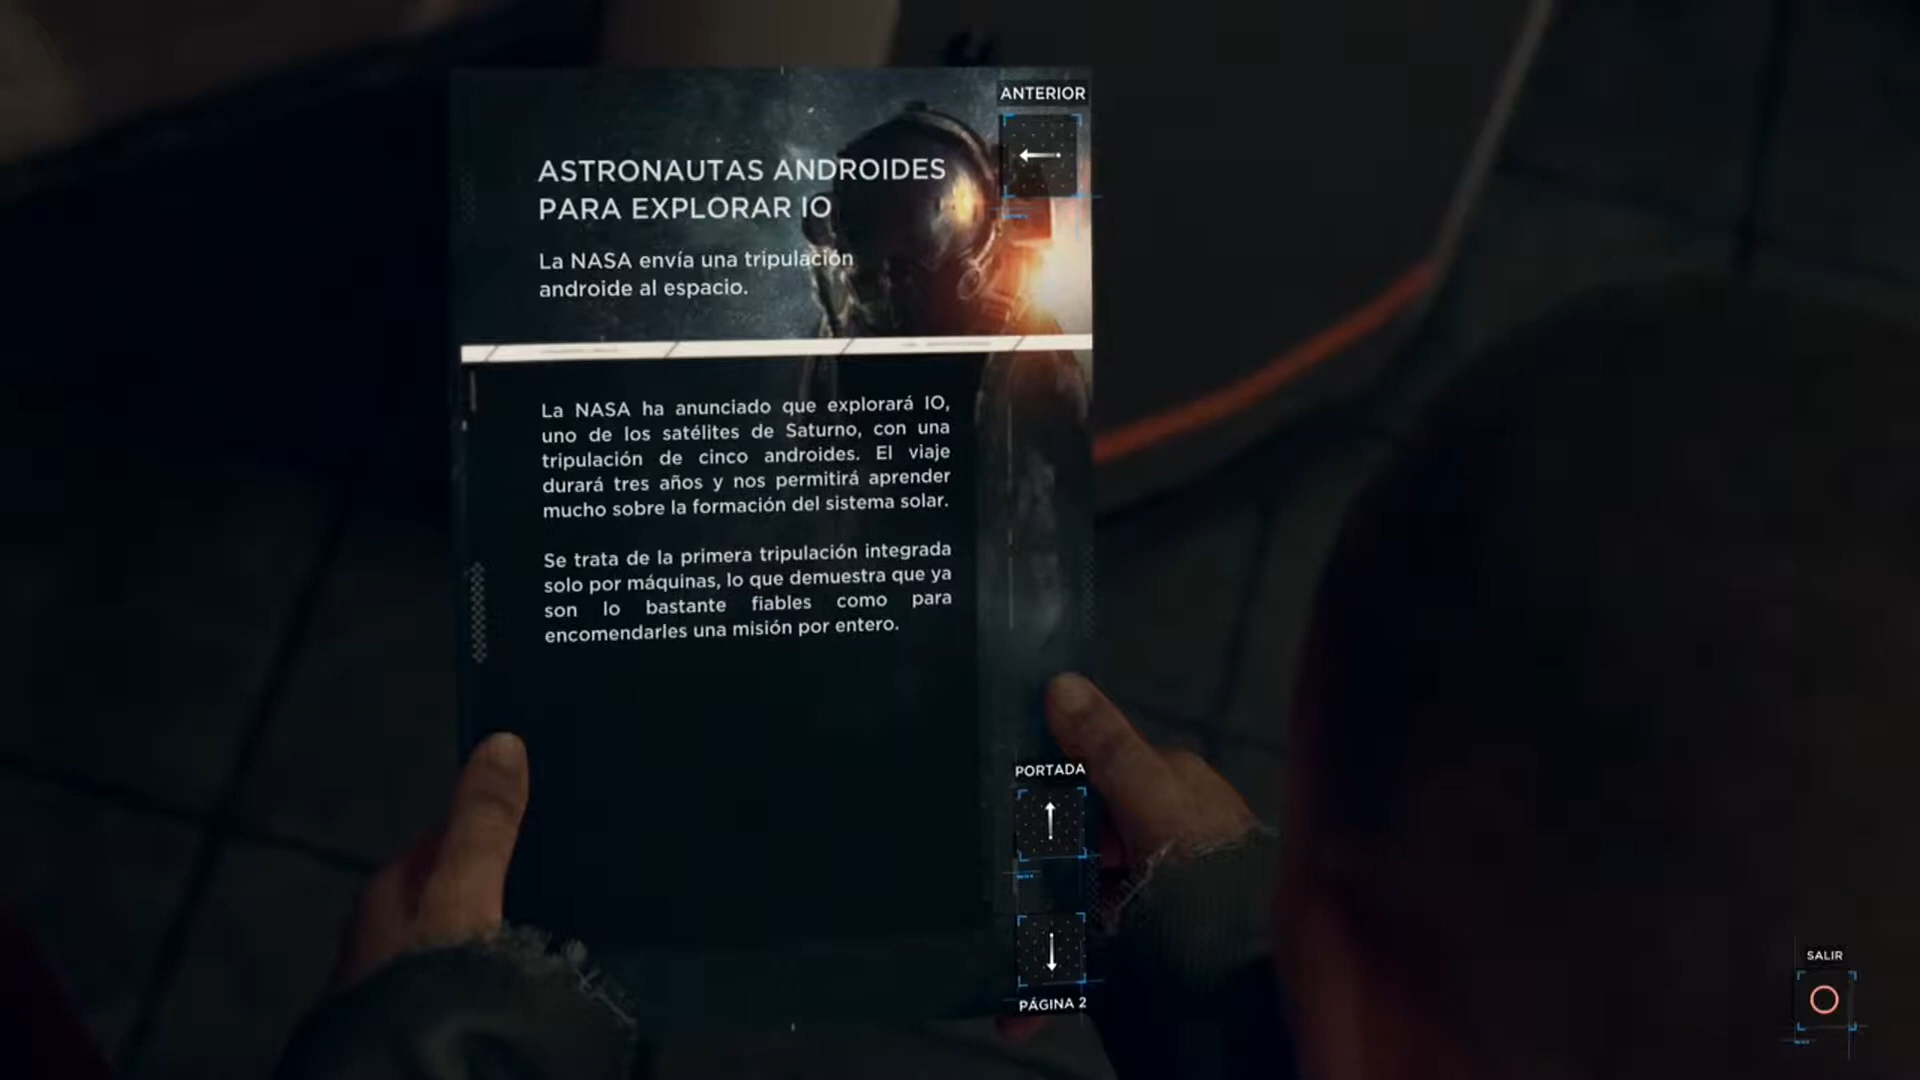 ANTERIOR
ASTRONAUTAS ANDROIDES
PARA EXPLORAR IO
La NASA envía una tripulación
androide al espacio.
La NASA ha anunciado que explorará IO,
uno de los satélites de Saturno, con una
tripulación de cinco androides. El viaje
durará tres años y nos permitirá aprender
mucho sobre la formación del sistema solar.
Se trata de la primera tripulación integrada
solo por máquinas, lo que demuestra que ya
son lo bastante fiables como para
encomendarles una misión por entero.
PORTADA
PÁGINA 2
SALIR